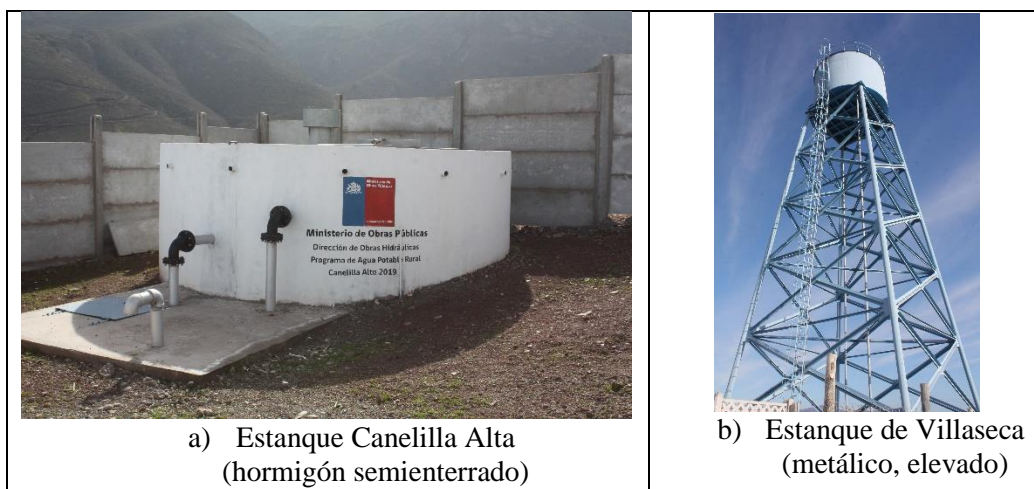 Ministerio de Obras Públicas
Dirección de Obras Hidráulicas
Programa de Agua Potable Rural
Canelilla Alto 2019
a) Estanque Canelilla Alta
(hormigón semienterrado)
b) Estanque de Villaseca
(metálico, elevado)